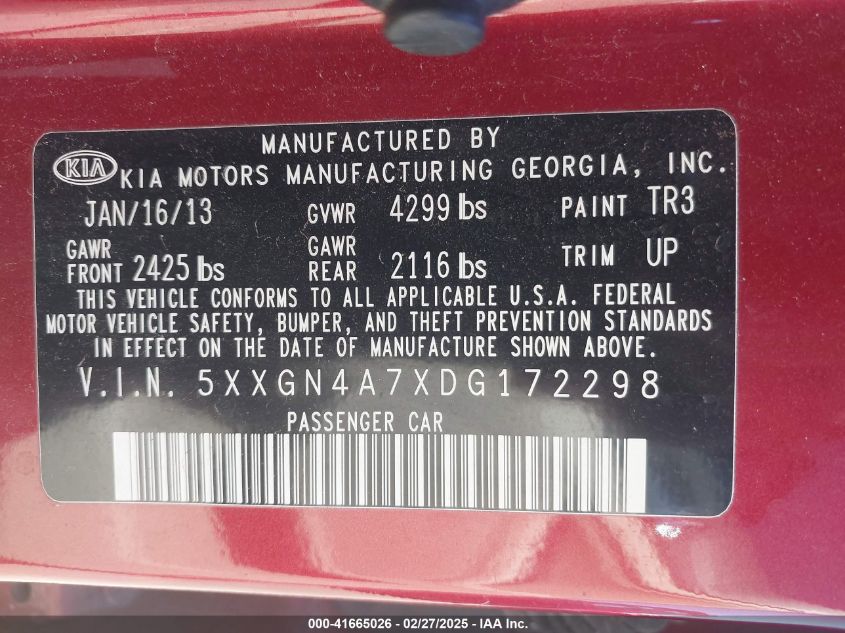 MANUFACTURED BY
KIA KIA MOTORS MANUFACTURING GEORGIA, INC.
JAN/16/13 GVWR 4299 lbs PAINT TR3
GAWR FRONT 2425 lbs GAWR REAR 2116 lbs TRIM UP
THIS VEHICLE CONFORMS TO ALL APPLICABLE U.S.A. FEDERAL
MOTOR VEHICLE SAFETY, BUMPER, AND THEFT PREVENTION STANDARDS
IN EFFECT ON THE DATE OF MANUFACTURE SHOWN ABOVE.
V.I.N. 5XXGN4A7XDG172298
PASSENGER CAR
000-41665026 - 02/27/2025 - IAA Inc.